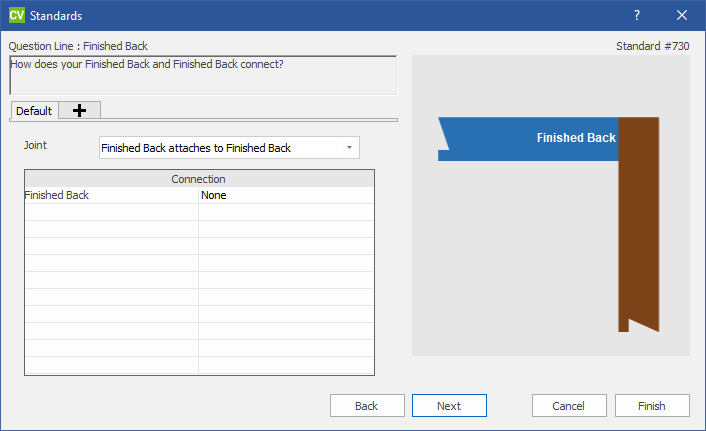 CV Standards ?
Question Line : Finished Back Standard #730
How does your Finished Back and Finished Back connect?
Default
Joint Finished Back attaches to Finished Back
Connection
Finished Back None
Finished Back
Back Next Cancel Finish